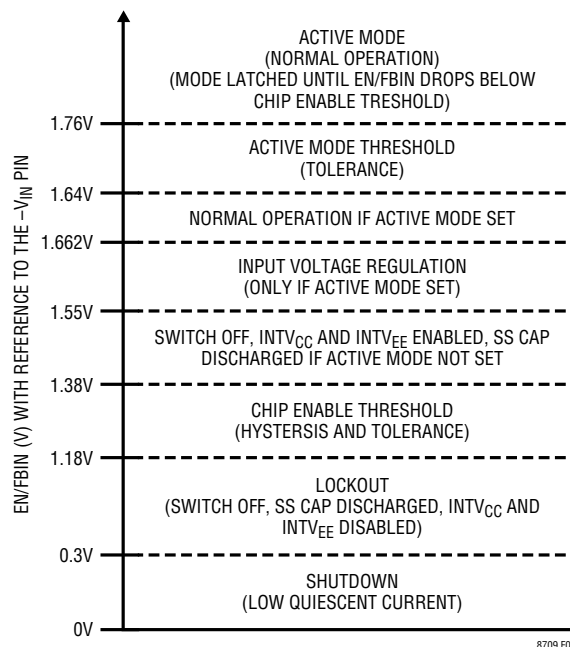 ACTIVE MODE
(NORMAL OPERATION)
(MODE LATCHED UNTIL EN/FBIN DROPS BELOW
CHIP ENABLE TRESHOLD)
1.76V
ACTIVE MODE THRESHOLD
(TOLERANCE)
1.64V
NORMAL OPERATION IF ACTIVE MODE SET
1.662V
INPUT VOLTAGE REGULATION
(ONLY IF ACTIVE MODE SET)
1.55V
SWITCH OFF, INTVCC AND INTVEE ENABLED, SS CAP
DISCHARGED IF ACTIVE MODE NOT SET
1.38V
CHIP ENABLE THRESHOLD
(HYSTERSIS AND TOLERANCE)
1.18V
LOCKOUT
(SWITCH OFF, SS CAP DISCHARGED, INTVCC AND
INTVEE DISABLED)
0.3V
SHUTDOWN
(LOW QUIESCENT CURRENT)
0V
EN/FBIN (V) WITH REFERENCE TO THE –VIN PIN